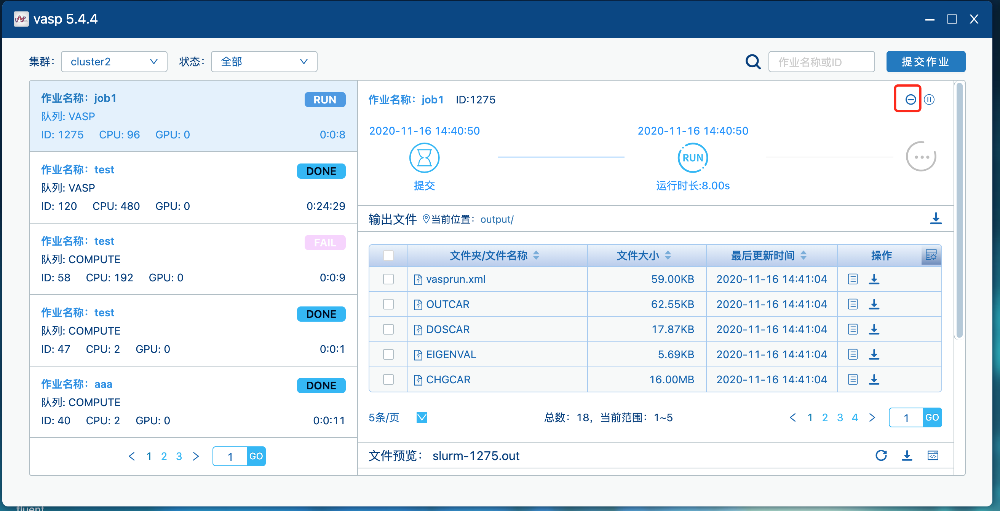 vasp 5.4.4
集群： cluster2 状态： 全部 作业名称或ID 提交作业
作业名称：job1 RUN
队列: VASP
ID: 1275 CPU: 96 GPU: 0 0:0:8
作业名称：test DONE
队列: VASP
ID: 120 CPU: 480 GPU: 0 0:24:29
作业名称：test FAIL
队列: COMPUTE
ID: 58 CPU: 192 GPU: 0 0:0:9
作业名称：test DONE
队列: COMPUTE
ID: 47 CPU: 2 GPU: 0 0:0:1
作业名称：aaa DONE
队列: COMPUTE
ID: 40 CPU: 2 GPU: 0 0:0:11
1 2 3 1 GO
作业名称：job1 ID:1275
2020-11-16 14:40:50 2020-11-16 14:40:50
RUN
提交 运行时长:8.00s
输出文件 当前位置： output/
文件夹/文件名称 文件大小 最后更新时间 操作
vasprun.xml 59.00KB 2020-11-16 14:41:04
OUTCAR 62.55KB 2020-11-16 14:41:04
DOSCAR 17.87KB 2020-11-16 14:41:04
EIGENVAL 5.69KB 2020-11-16 14:41:04
CHGCAR 16.00MB 2020-11-16 14:41:04
5条/页 总数：18，当前范围：1~5 1 2 3 4 1 GO
文件预览： slurm-1275.out
fluent